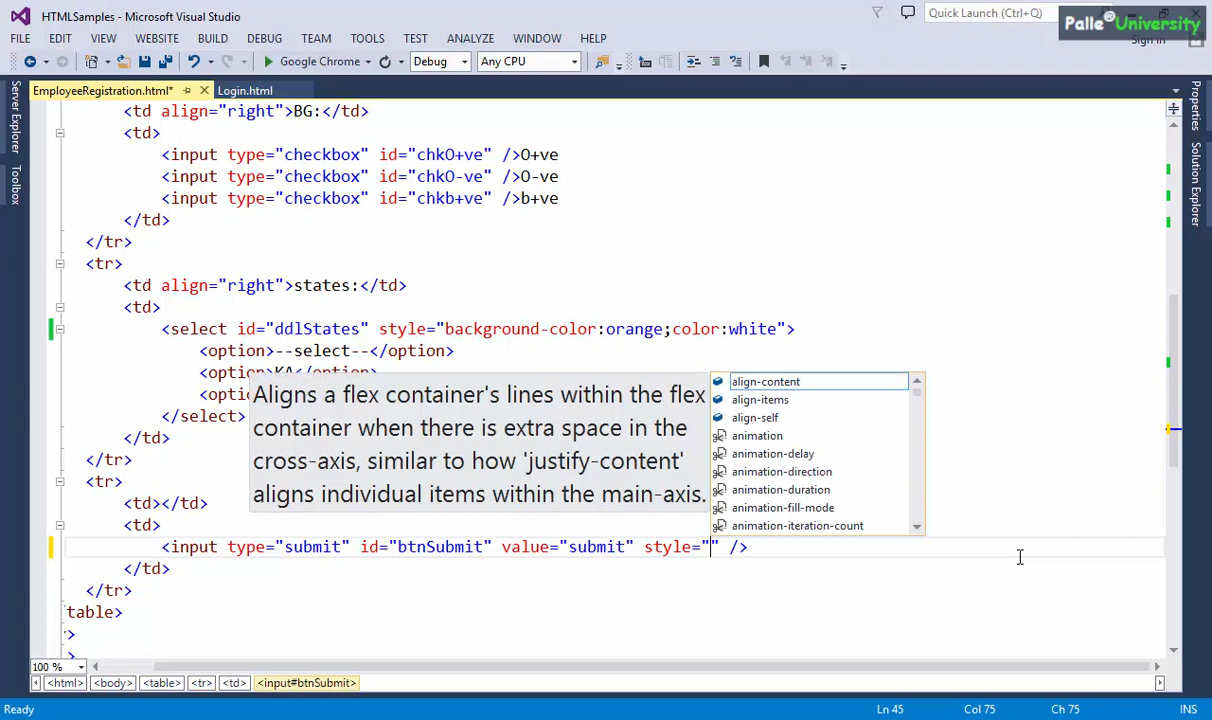 HTMLSamples - Microsoft Visual Studio
Quick Launch (Ctrl+Q)
Palle® University
FILE EDIT VIEW WEBSITE BUILD DEBUG TEAM TOOLS TEST ANALYZE WINDOW HELP
Sign in
Google Chrome Debug Any CPU
EmployeeRegistration.html* Login.html
Server Explorer
Toolbox
Properties
Solution Explorer
<td align="right">BG:</td>
<td>
<input type="checkbox" id="chkO+ve" />O+ve
<input type="checkbox" id="chkO-ve" />O-ve
<input type="checkbox" id="chkb+ve" />b+ve
</td>
</tr>
<tr>
<td align="right">states:</td>
<td>
<select id="ddlStates" style="background-color:orange;color:white">
<option>--select--</option>
<option>KA</option>
<opt
</select>
</td>
</tr>
<tr>
<td></td>
<td>
<input type="submit" id="btnSubmit" value="submit" style="" />
</td>
</tr>
table>
>
>
Aligns a flex container's lines within the flex
container when there is extra space in the
cross-axis, similar to how 'justify-content'
aligns individual items within the main-axis.
align-content
align-items
align-self
animation
animation-delay
animation-direction
animation-duration
animation-fill-mode
animation-iteration-count
100 %
<html> <body> <table> <tr> <td> <input#btnSubmit>
Ready Ln 45 Col 75 Ch 75 INS